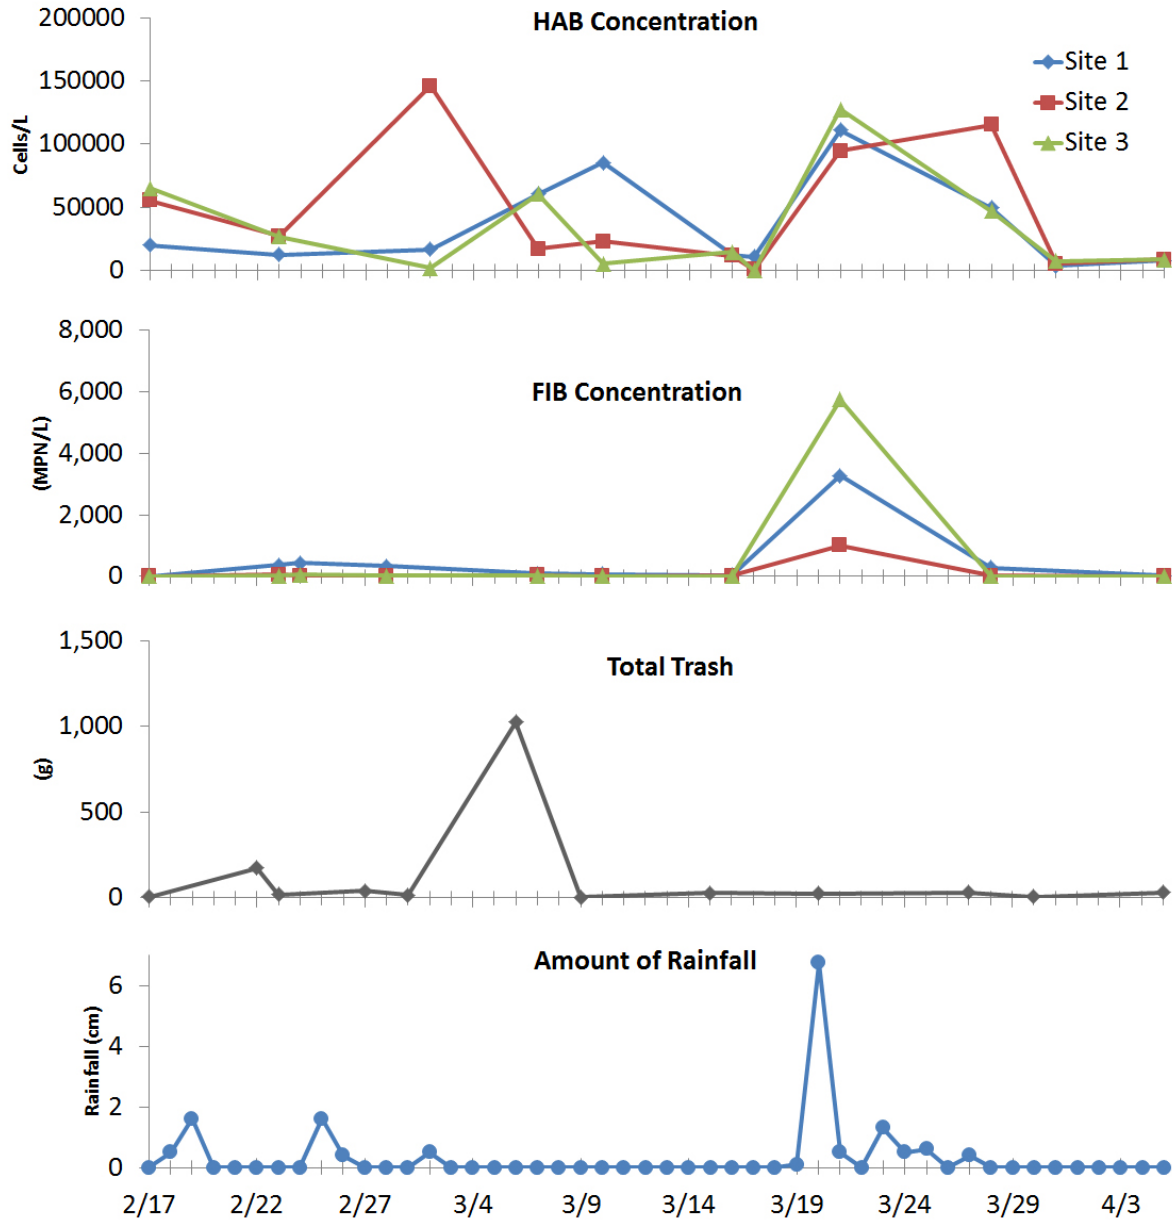 HAB Concentration
200000
150000
100000
50000
0
Cells/L
Site 1
Site 2
Site 3
FIB Concentration
8,000
6,000
4,000
2,000
0
(MPN/L)
Total Trash
1,500
1,000
500
0
(g)
Amount of Rainfall
6
4
2
0
Rainfall (cm)
2/17 2/22 2/27 3/4 3/9 3/14 3/19 3/24 3/29 4/3